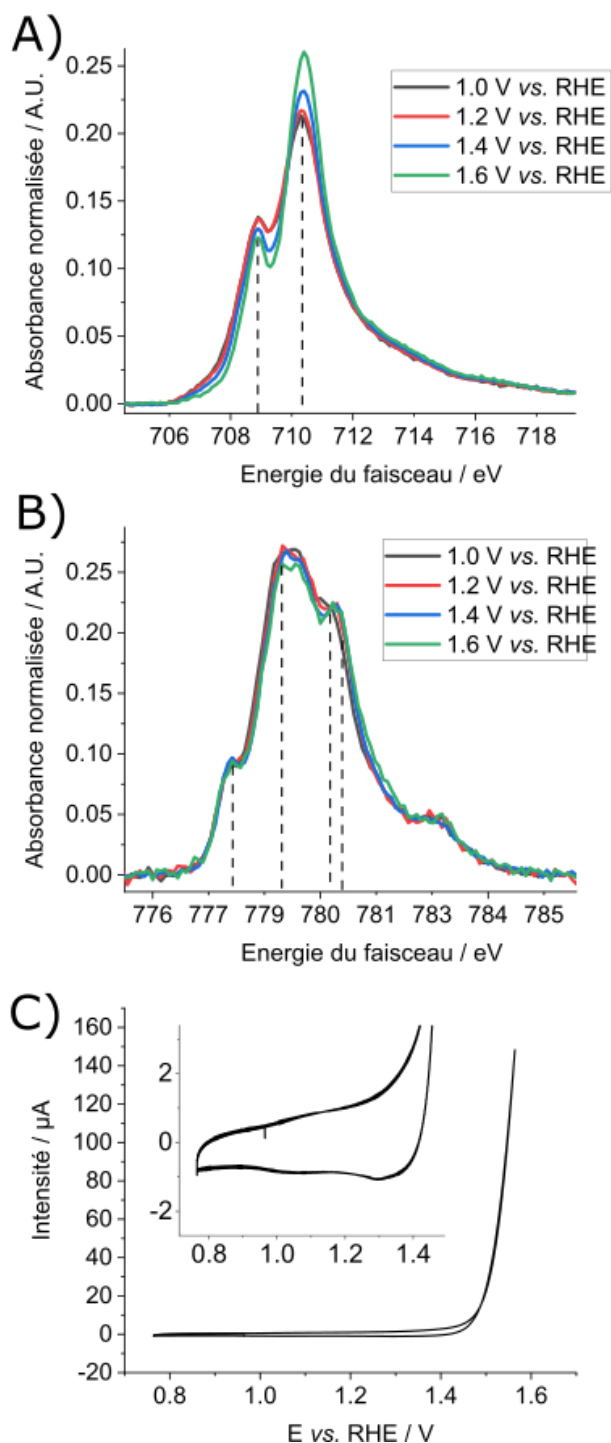 A)
Absorbance normalisée / A.U.
0.25
0.20
0.15
0.10
0.05
0.00
1.0 V vs. RHE
1.2 V vs. RHE
1.4 V vs. RHE
1.6 V vs. RHE
706 708 710 712 714 716 718
Energie du faisceau / eV
B)
Absorbance normalisée / A.U.
0.25
0.20
0.15
0.10
0.05
0.00
1.0 V vs. RHE
1.2 V vs. RHE
1.4 V vs. RHE
1.6 V vs. RHE
776 777 779 780 781 783 784 785
Energie du faisceau / eV
C)
Intensité / µA
160
140
120
100
80
60
40
20
0
-20
2
0
-2
0.8 1.0 1.2 1.4
0.8 1.0 1.2 1.4 1.6
E vs. RHE / V